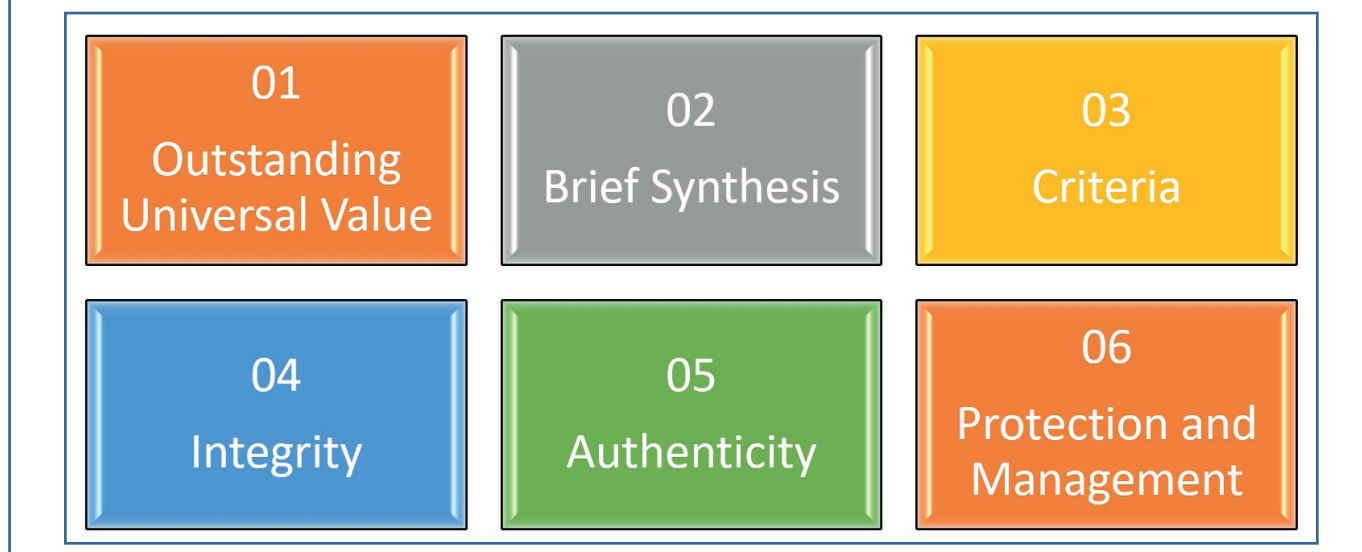 01
Outstanding
Universal Value
02
Brief Synthesis
03
Criteria
04
Integrity
05
Authenticity
06
Protection and
Management